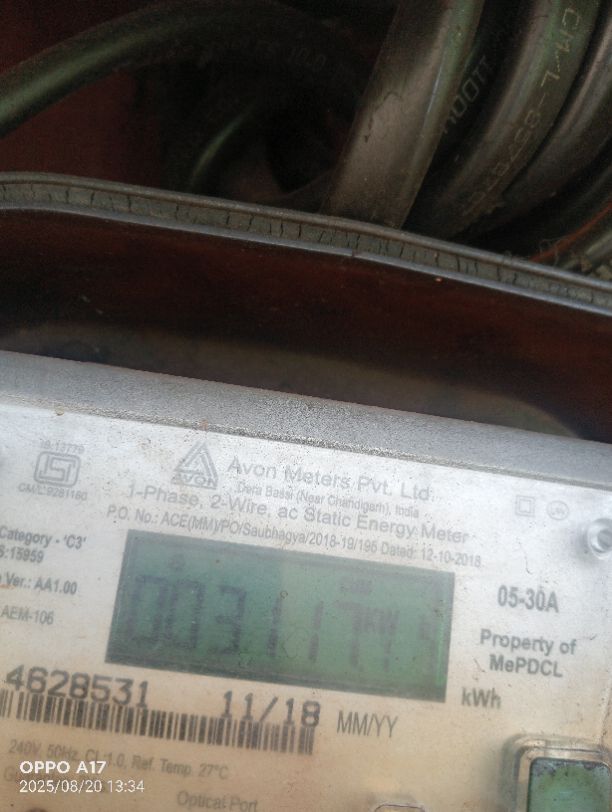 IS 13779
CM/L 9281160
AVON
Avon Meters Pvt. Ltd.
Dera Bassi (Near Chandigarh), India
1-Phase, 2-Wire, ac Static Energy Meter
P.O. No.: ACE(MM)/PO/Saubhagya/2018-19/196 Dated: 12-10-2018
Category - 'C3'
S:15959
Ver.: AA1.00
AEM-106
05-30A
Property of
MePDCL
kWh
4628531
11/18 MM/YY
240V, 50Hz, Cl.:1.0, Ref. Temp. 27°C
Optical Port
OPPO A17
2025/08/20 13:34